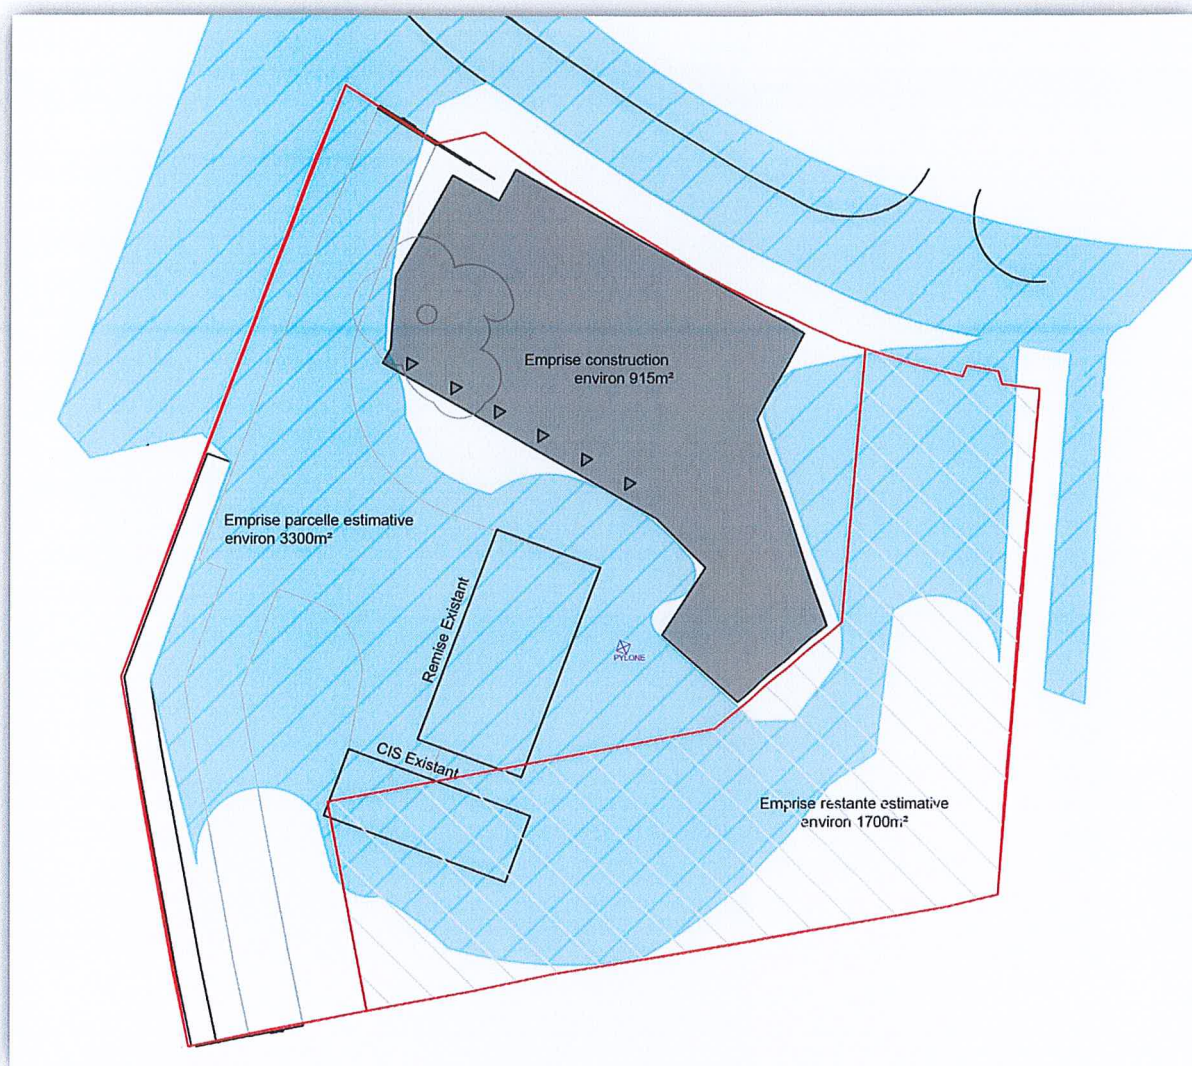 Emprise construction
environ 915m²
Emprise parcelle estimative
environ 3300m²
Remise Existant
PYLONE
CIS Existant
Emprise restante estimative
environ 1700m²